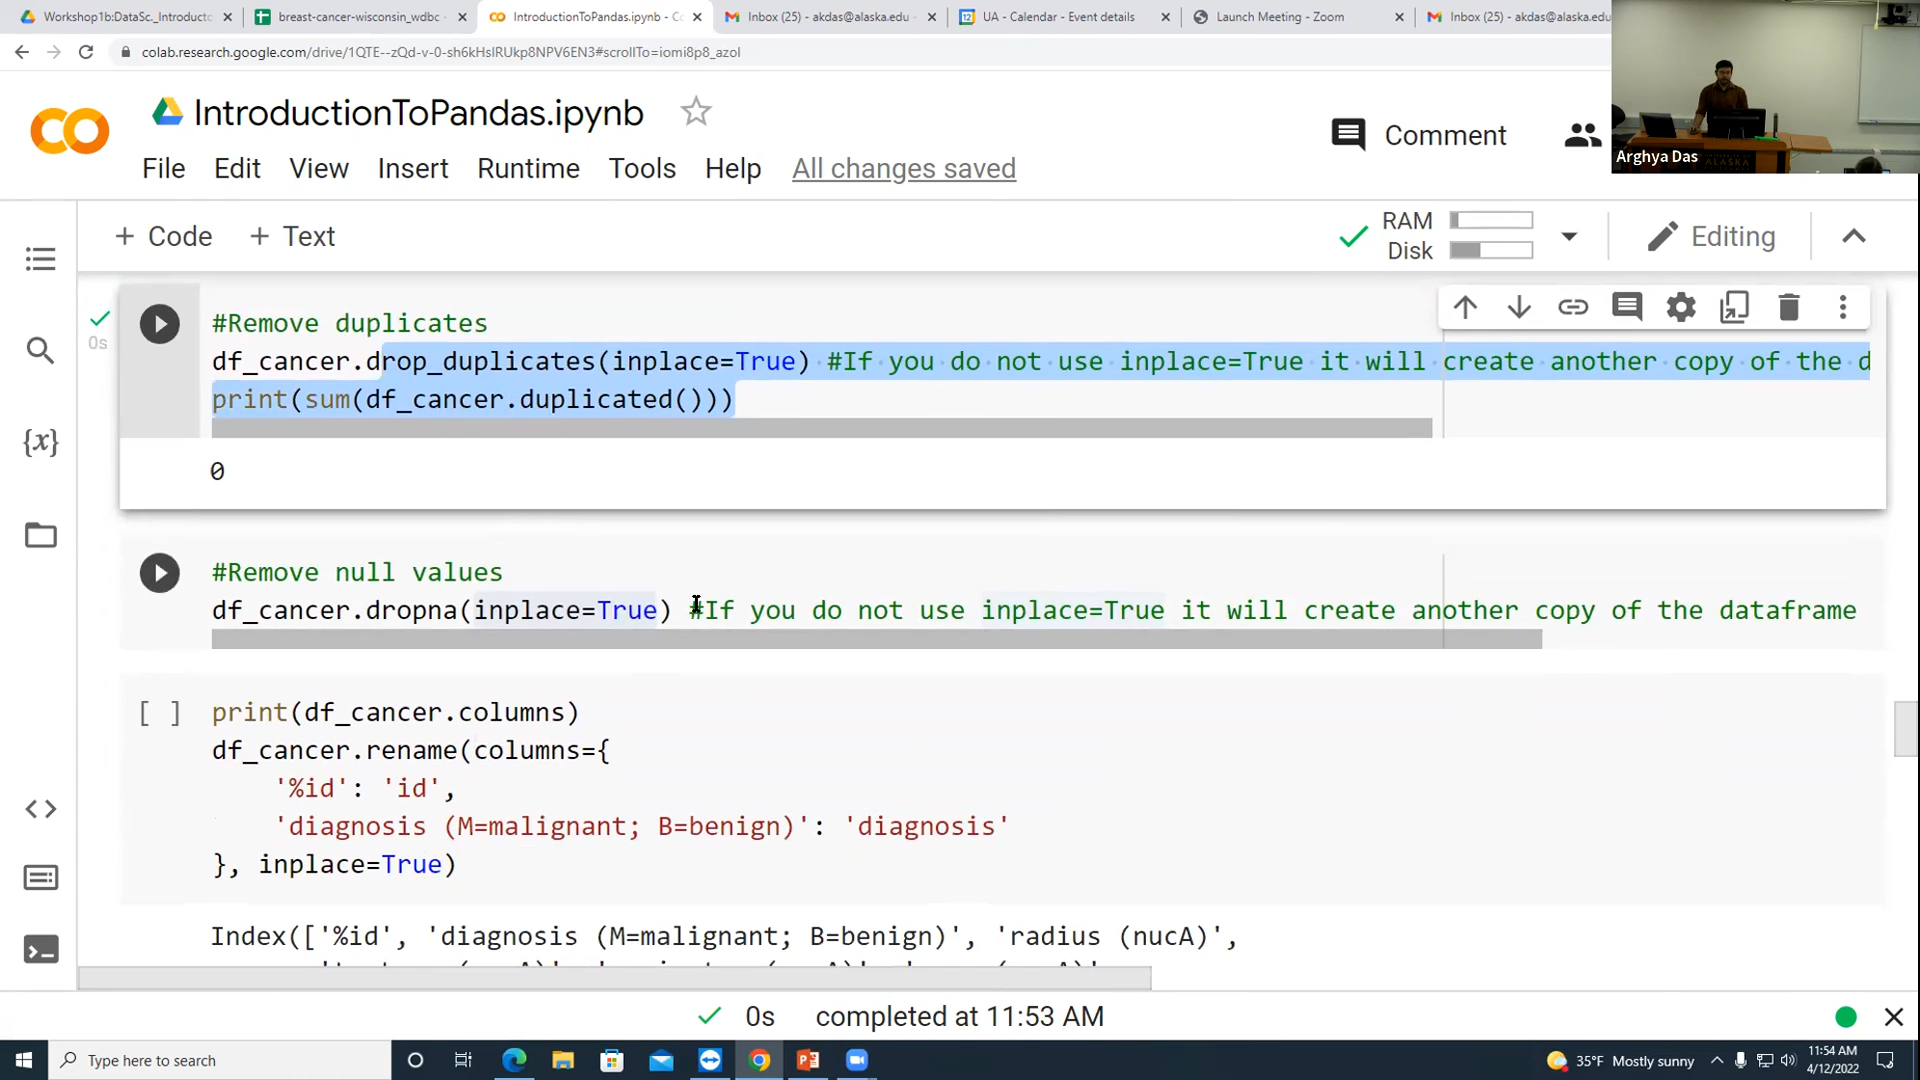 Workshop1b:DataSc._Introducto
breast-cancer-wisconsin_wdbc
IntroductionToPandas.ipynb - Co
Inbox (25) - akdas@alaska.edu
UA - Calendar - Event details
Launch Meeting - Zoom
Inbox (25) - akdas@alaska.edu
colab.research.google.com/drive/1QTE--zQd-v-0-sh6kHslRUkp8NPV6EN3#scrollTo=iomi8p8_azol
IntroductionToPandas.ipynb
Comment
Arghya Das
File Edit View Insert Runtime Tools Help All changes saved
+ Code + Text
RAM
Disk
Editing
0s
#Remove duplicates
df_cancer.drop_duplicates(inplace=True) #If you do not use inplace=True it will create another copy of the d
print(sum(df_cancer.duplicated()))
0
#Remove null values
df_cancer.dropna(inplace=True) #If you do not use inplace=True it will create another copy of the dataframe
[ ] print(df_cancer.columns)
df_cancer.rename(columns={
'%id': 'id',
'diagnosis (M=malignant; B=benign)': 'diagnosis'
}, inplace=True)
Index(['%id', 'diagnosis (M=malignant; B=benign)', 'radius (nucA)',
0s completed at 11:53 AM
Type here to search
35°F Mostly sunny
11:54 AM
4/12/2022